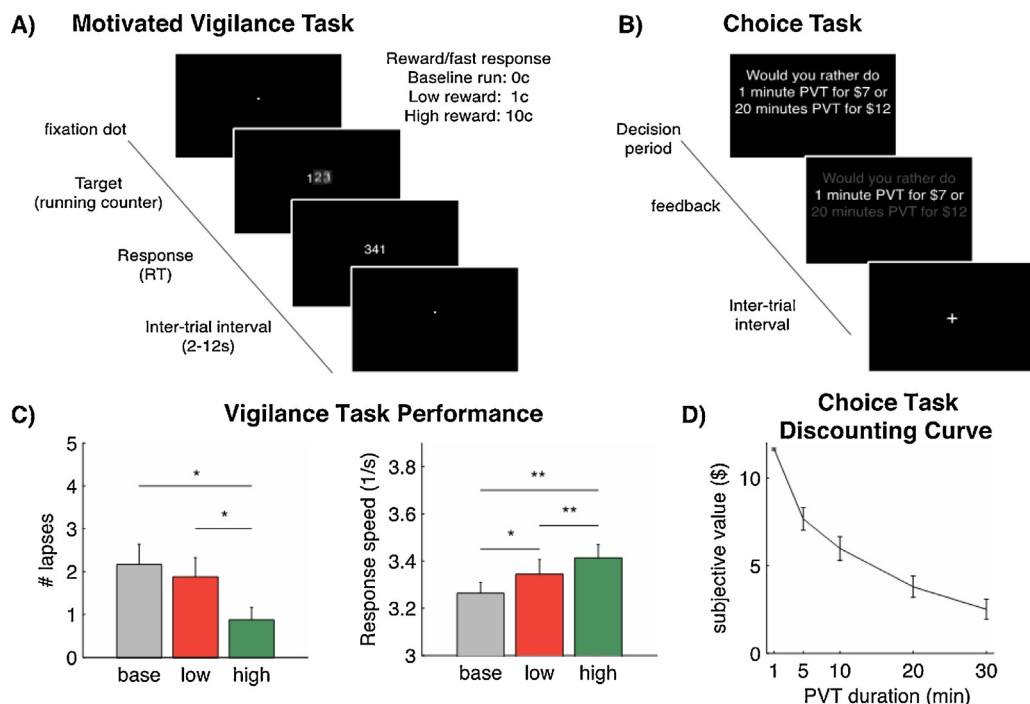 A) Motivated Vigilance Task
Reward/fast response
Baseline run: 0c
Low reward: 1c
High reward: 10c
fixation dot
Target
(running counter)
123
Response
(RT)
341
Inter-trial interval
(2-12s)
B) Choice Task
Would you rather do
1 minute PVT for $7 or
20 minutes PVT for $12
Decision
period
Would you rather do
1 minute PVT for $7 or
20 minutes PVT for $12
feedback
Inter-trial
interval
+
C) Vigilance Task Performance
# lapses
5
4
3
2
1
0
*
*
base low high
Response speed (1/s)
3.8
3.6
3.4
3.2
3
**
*
**
base low high
D) Choice Task
Discounting Curve
subjective value ($)
10
5
0
1 5 10 20 30
PVT duration (min)